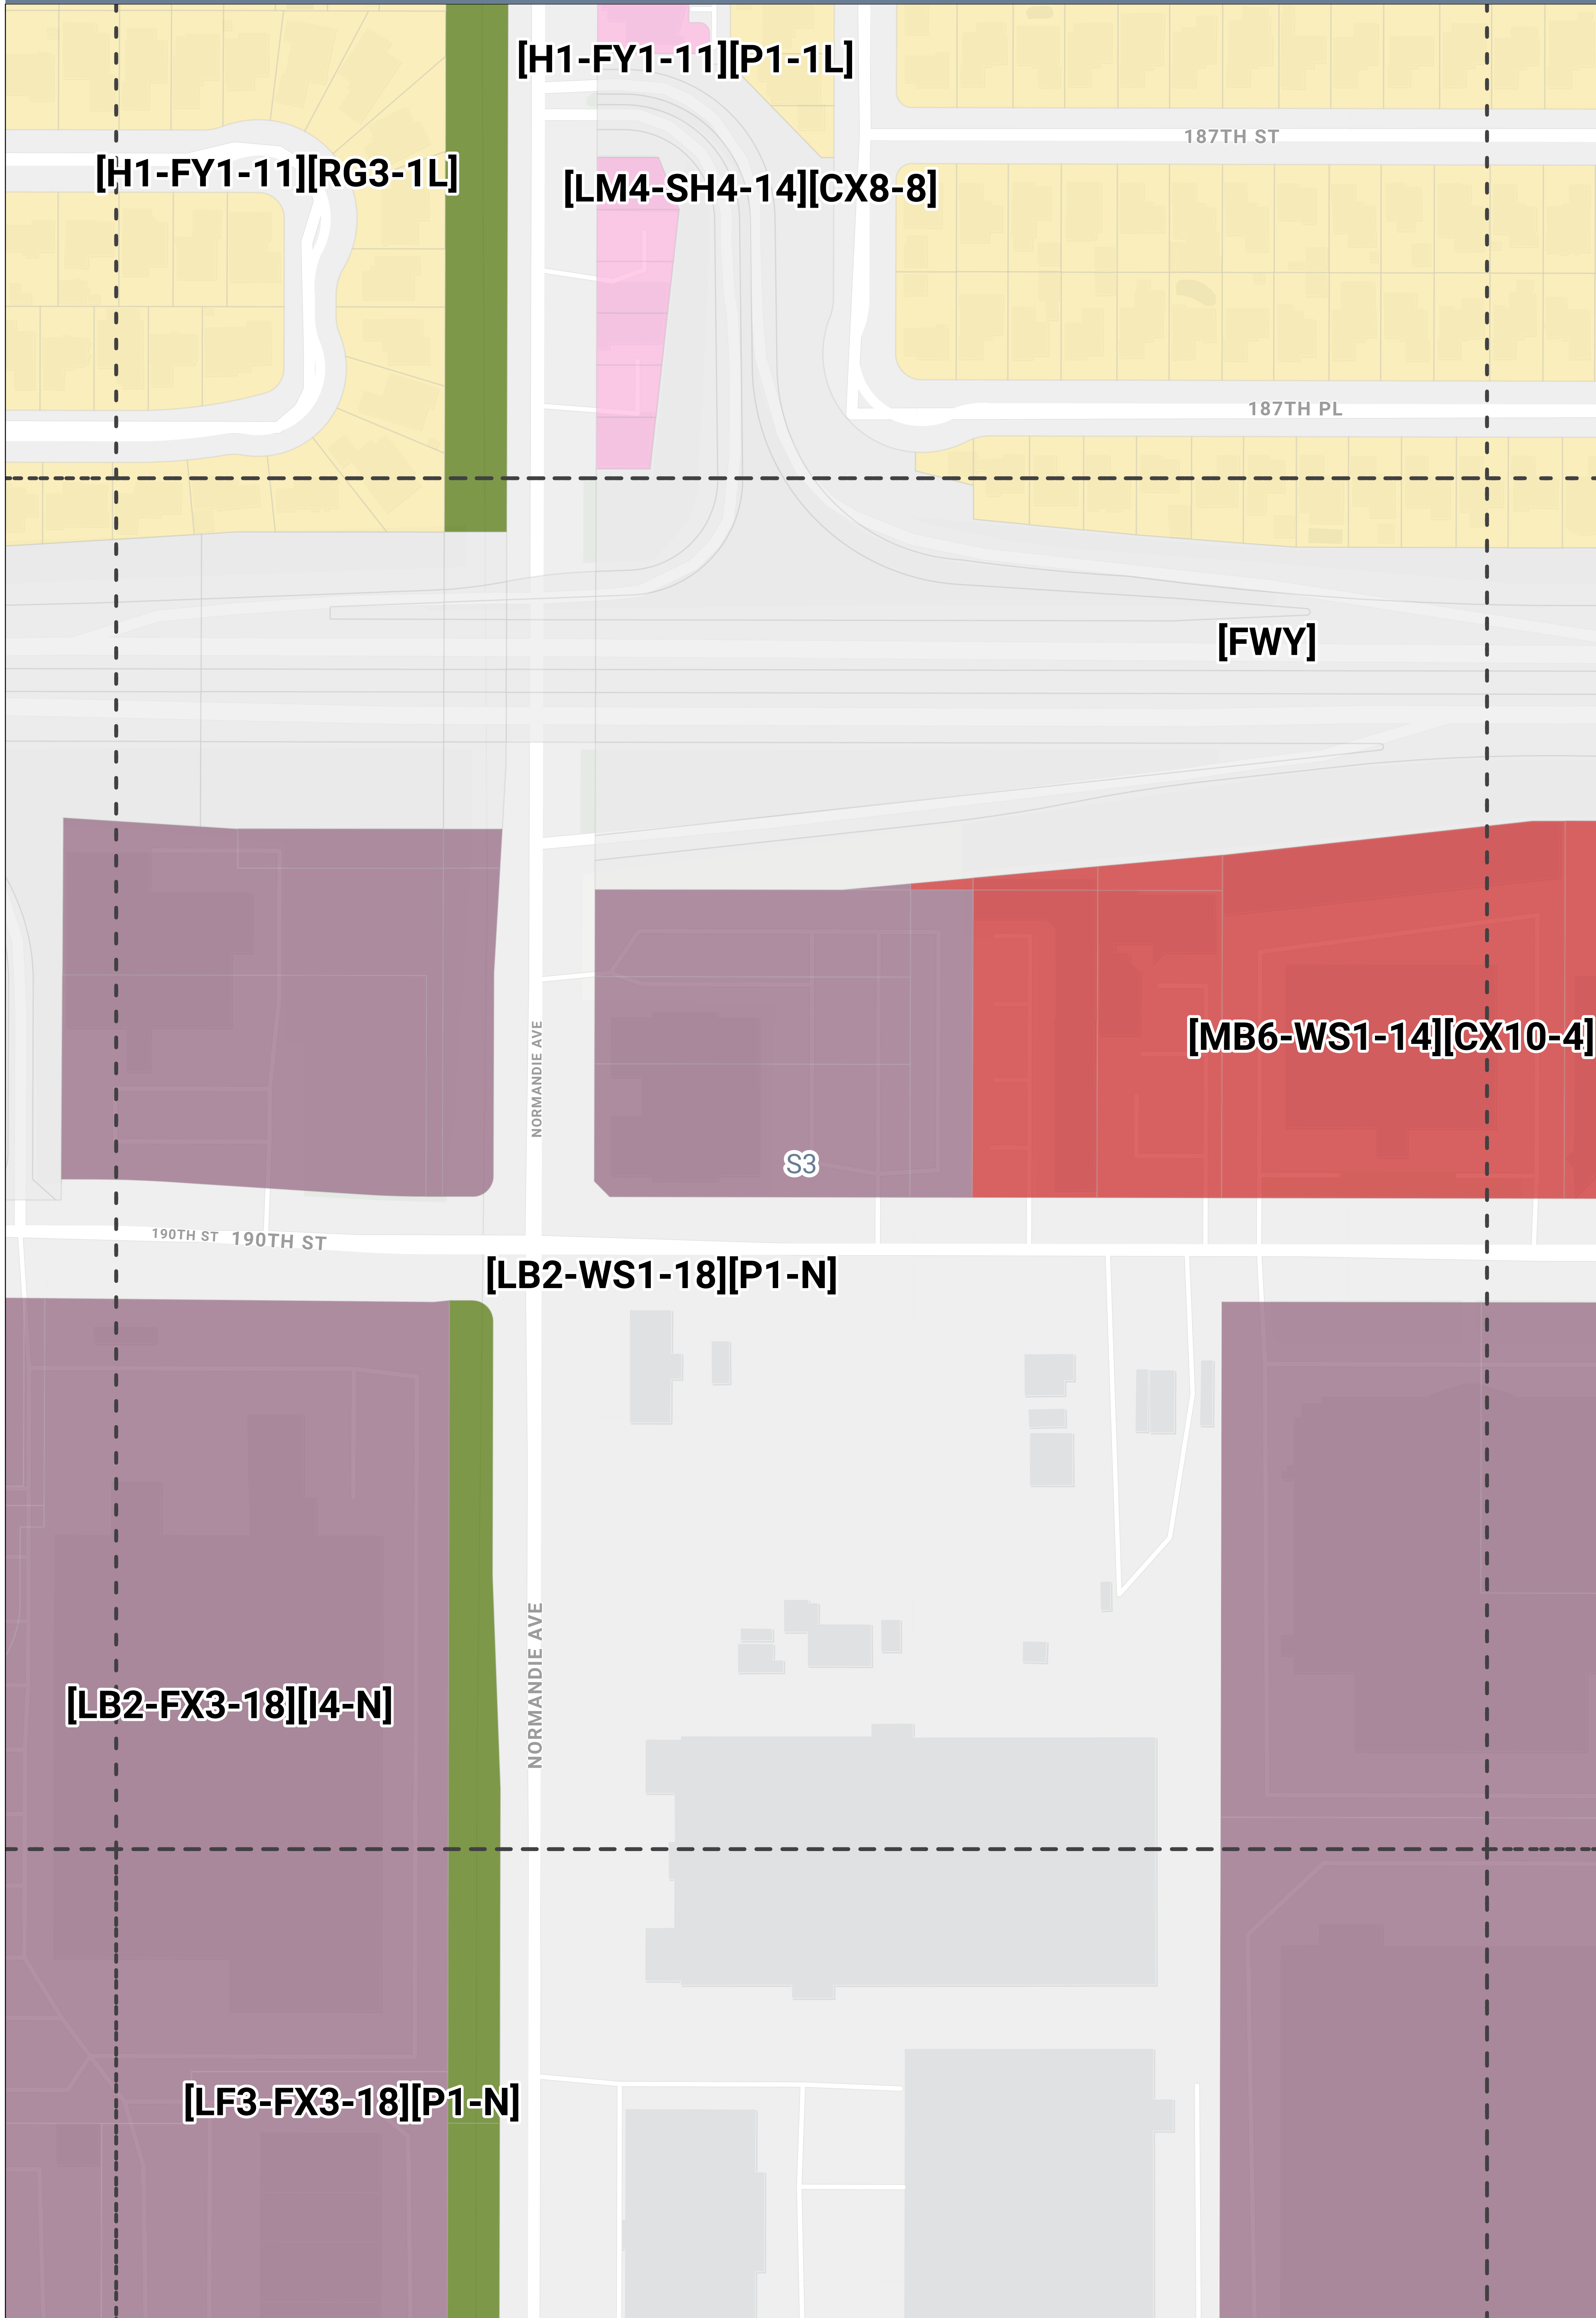 [H1-FY1-11][P1-1L]
187TH ST
[H1-FY1-11][RG3-1L]
[LM4-SH4-14][CX8-8]
187TH PL
[FWY]
[MB6-WS1-14][CX10-4]
NORMANDIE AVE
S3
190TH ST
190TH ST
[LB2-WS1-18][P1-N]
NORMANDIE AVE
[LB2-FX3-18][I4-N]
[LF3-FX3-18][P1-N]